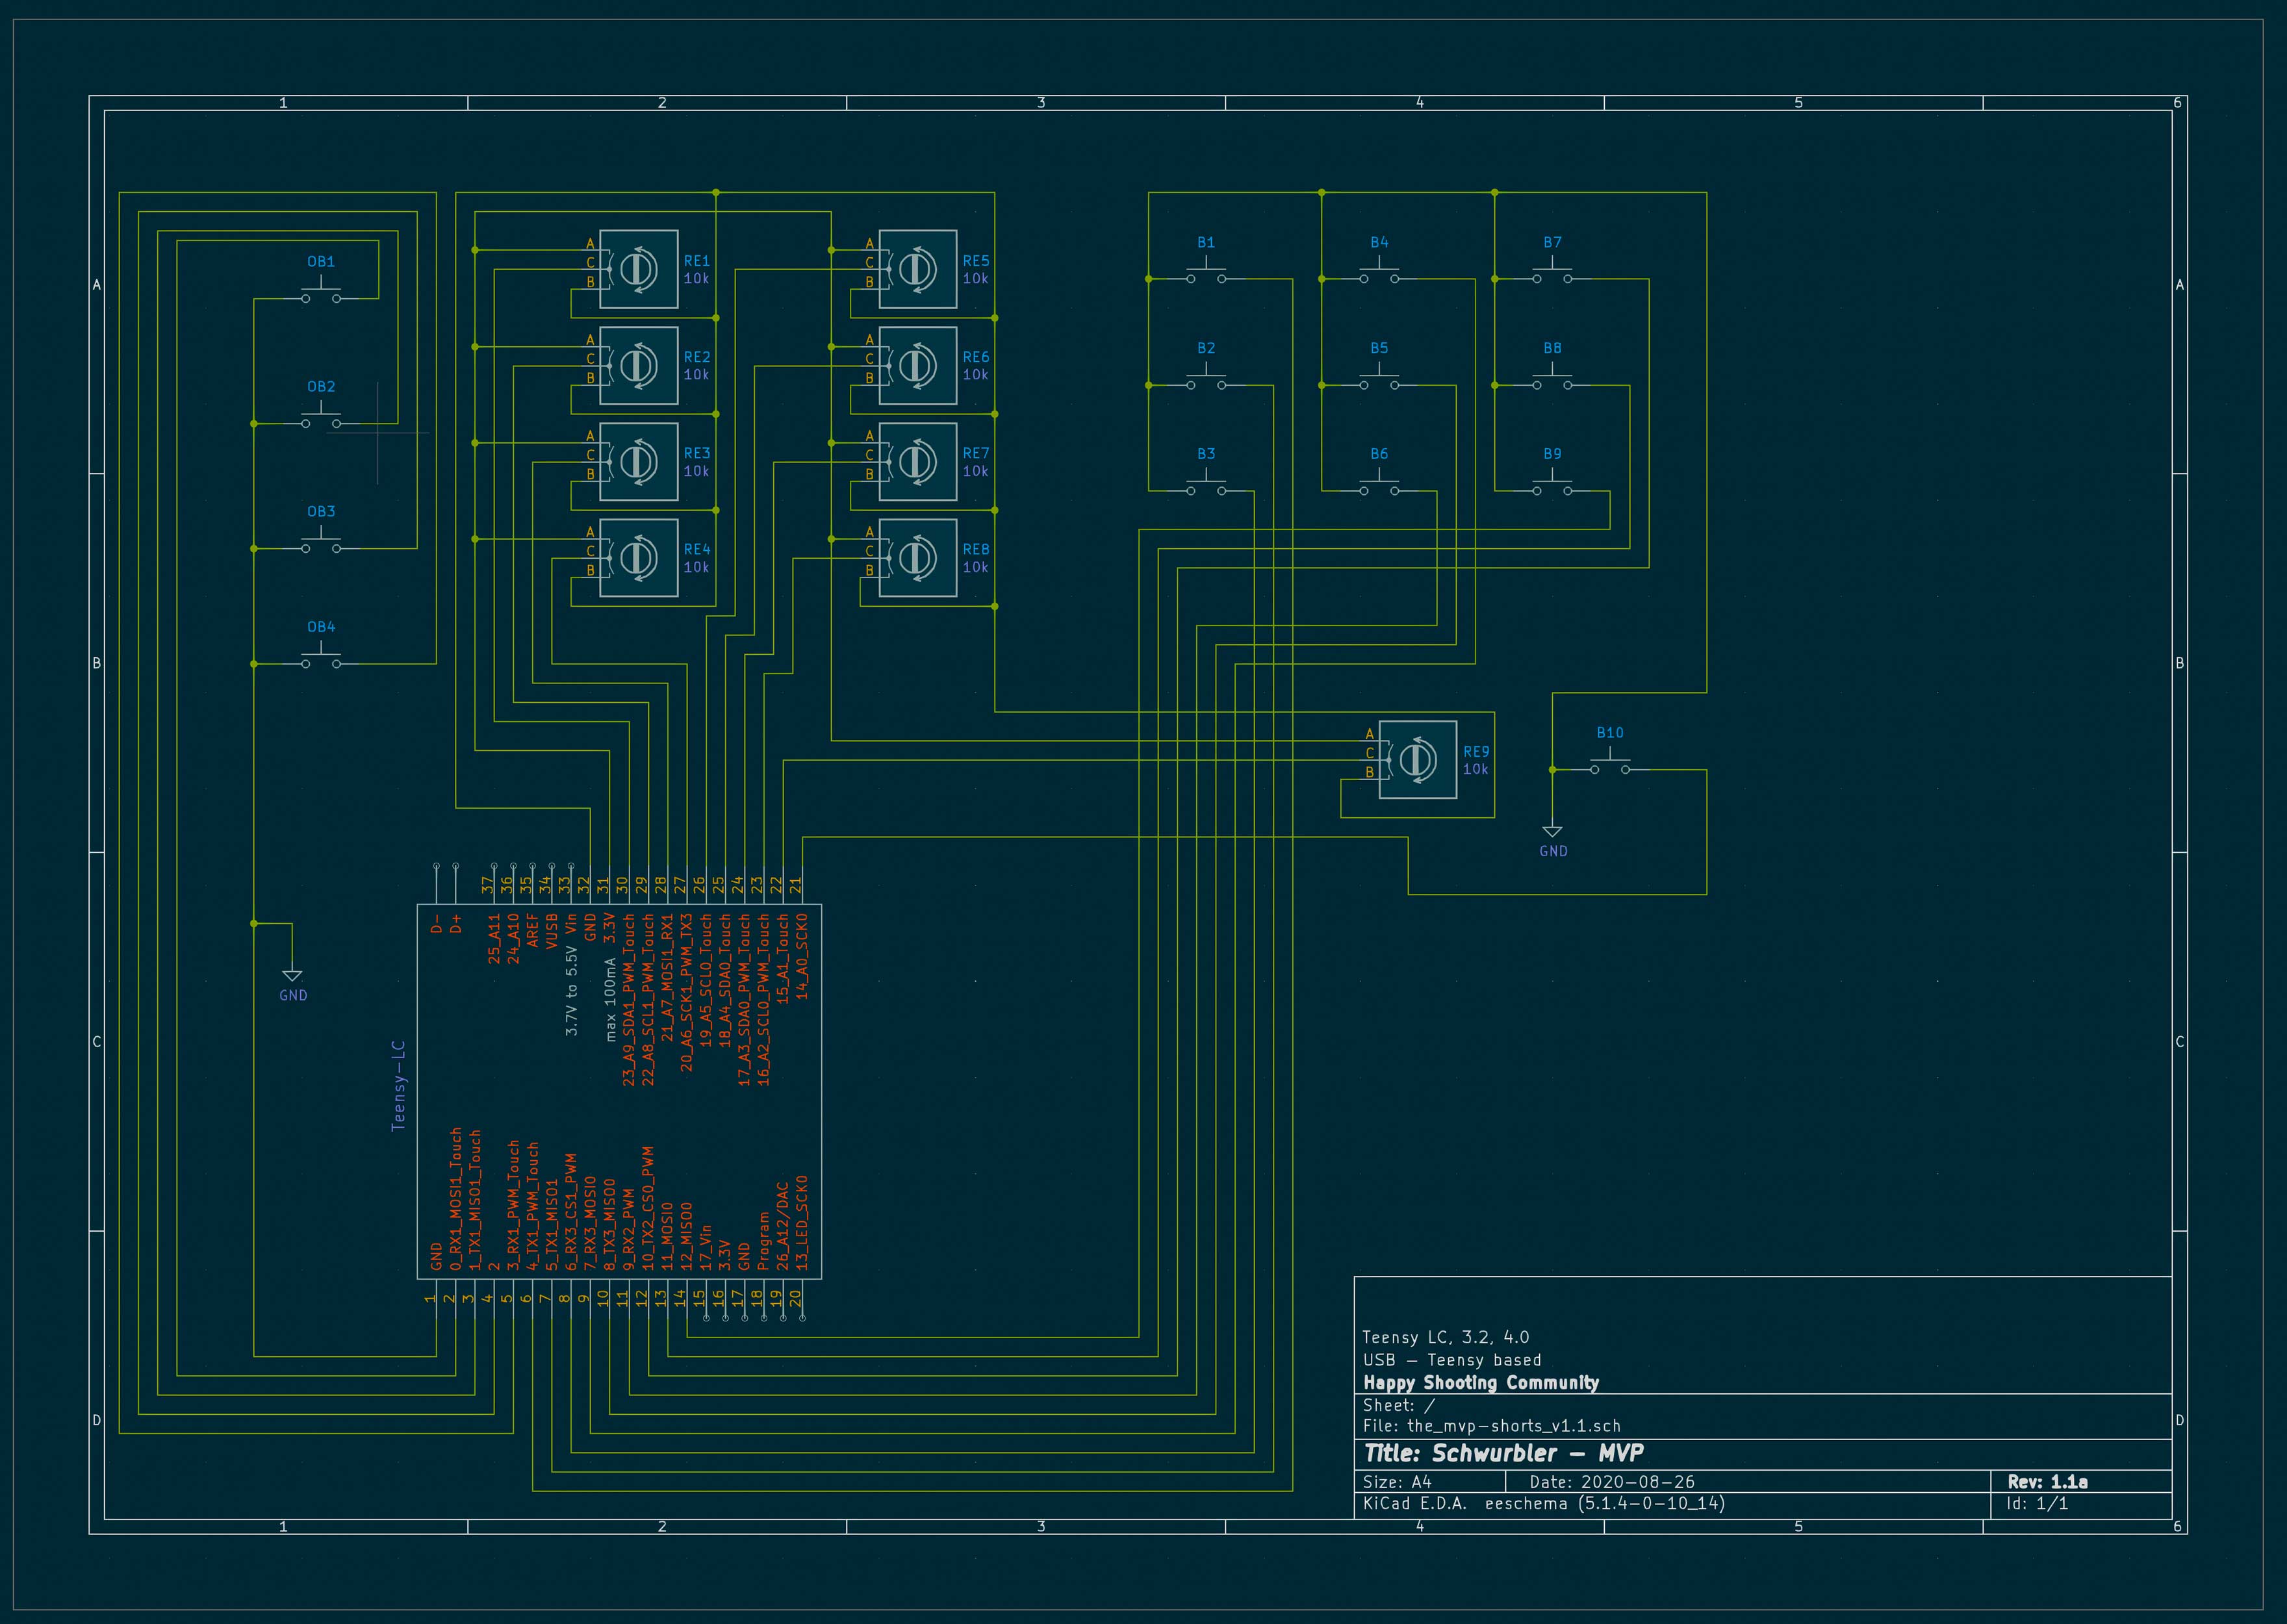 1 2 3 4 5 6
A A
B B
C C
D D
OB1
OB2
OB3
OB4
GND
A
C
B
RE1
10k
A
C
B
RE2
10k
A
C
B
RE3
10k
A
C
B
RE4
10k
A
C
B
RE5
10k
A
C
B
RE6
10k
A
C
B
RE7
10k
A
C
B
RE8
10k
B1
B2
B3
B4
B5
B6
B7
B8
B9
A
C
B
RE9
10k
B10
GND
37 36 35 34 33 32 31 30 29 28 27 26 25 24 23 22 21
D-
D+
25_A11
24_A10
AREF
VUSB
3.7V to 5.5V Vin
GND
max 100mA 3.3V
23_A9_SDA1_PWM_Touch
22_A8_SCL1_PWM_Touch
21_A7_MOSI1_RX1
20_A6_SCK1_PWM_TX3
19_A5_SCL0_Touch
18_A4_SDA0_Touch
17_A3_SDA0_PWM_Touch
16_A2_SCL0_PWM_Touch
15_A1_Touch
14_A0_SCK0
Teensy-LC
GND
0_RX1_MOSI1_Touch
1_TX1_MISO1_Touch
2
3_RX1_PWM_Touch
4_TX1_PWM_Touch
5_TX1_MISO1
6_RX3_CS1_PWM
7_RX3_MOSI0
8_TX3_MISO0
9_RX2_PWM
10_TX2_CS0_PWM
11_MOSI0
12_MISO0
17_Vin
3.3V
GND
Program
26_A12/DAC
13_LED_SCK0
1 2 3 4 5 6 7 8 9 10 11 12 13 14 15 16 17 18 19 20
Teensy LC, 3.2, 4.0
USB - Teensy based
Happy Shooting Community
Sheet: /
File: the_mvp-shorts_v1.1.sch
Title: Schwurbler - MVP
Size: A4 Date: 2020-08-26 Rev: 1.1a
KiCad E.D.A. eeschema (5.1.4-0-10_14) Id: 1/1
1 2 3 4 5 6